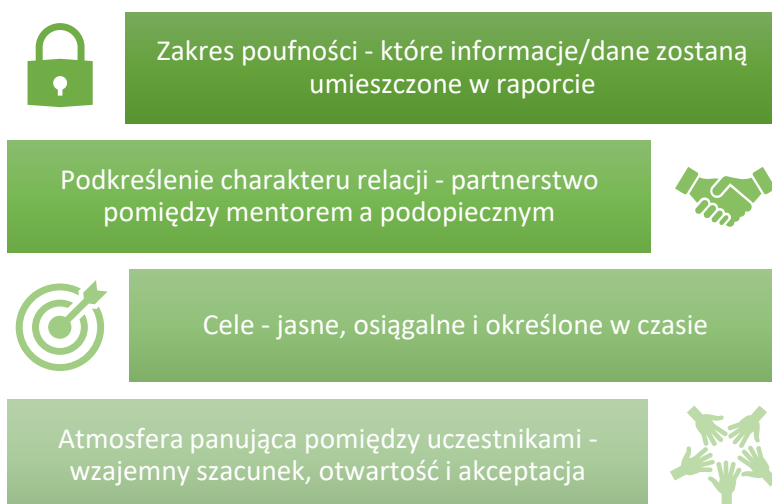 Zakres poufności - które informacje/dane zostaną
umieszczone w raporcie
Podkreślenie charakteru relacji - partnerstwo
pomiędzy mentorem a podopiecznym
Cele - jasne, osiągalne i określone w czasie
Atmosfera panująca pomiędzy uczestnikami -
wzajemny szacunek, otwartość i akceptacja